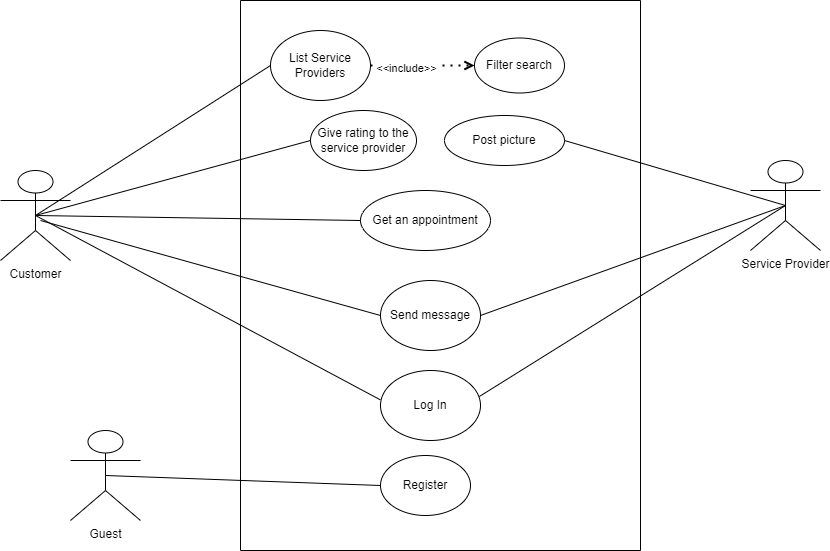 List Service
Providers
<<include>>
Filter search
Give rating to the
service provider
Post picture
Get an appointment
Customer
Service Provider
Send message
Log In
Register
Guest